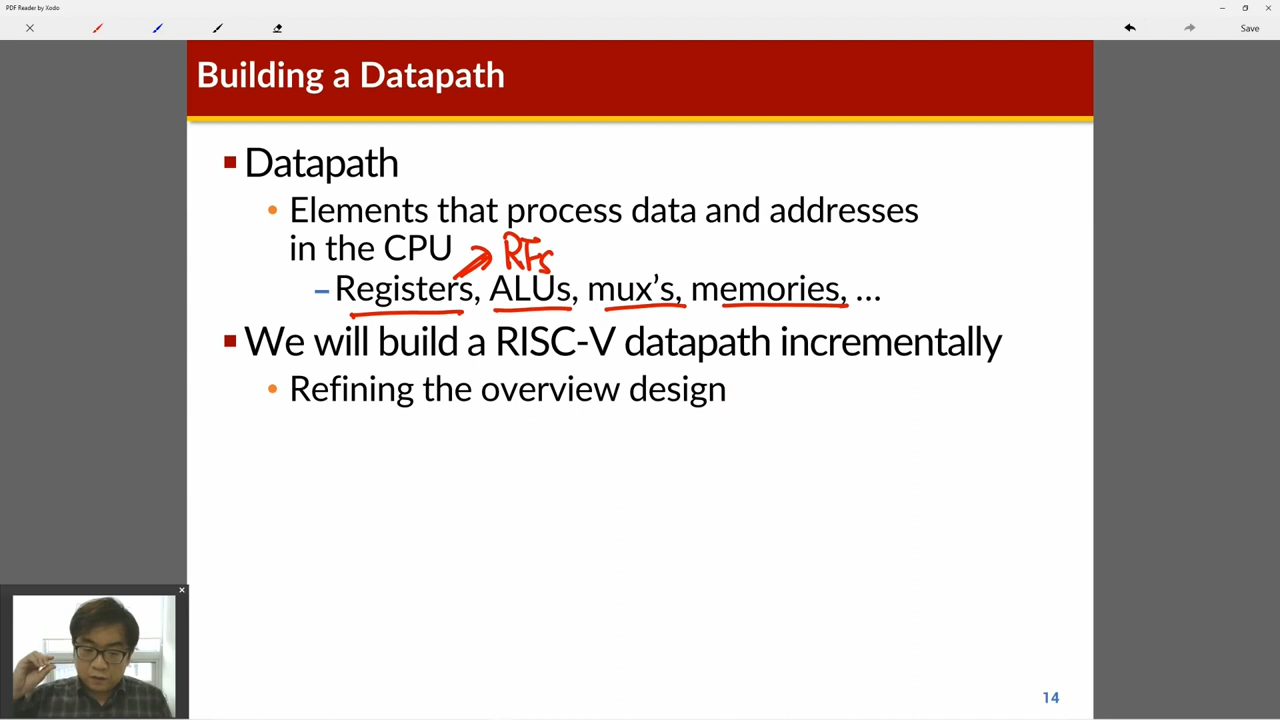 PDF Reader by Xodo
Save
Building a Datapath
Datapath
Elements that process data and addresses
in the CPU
RFs
– Registers, ALUs, mux's, memories, ...
We will build a RISC-V datapath incrementally
Refining the overview design
14